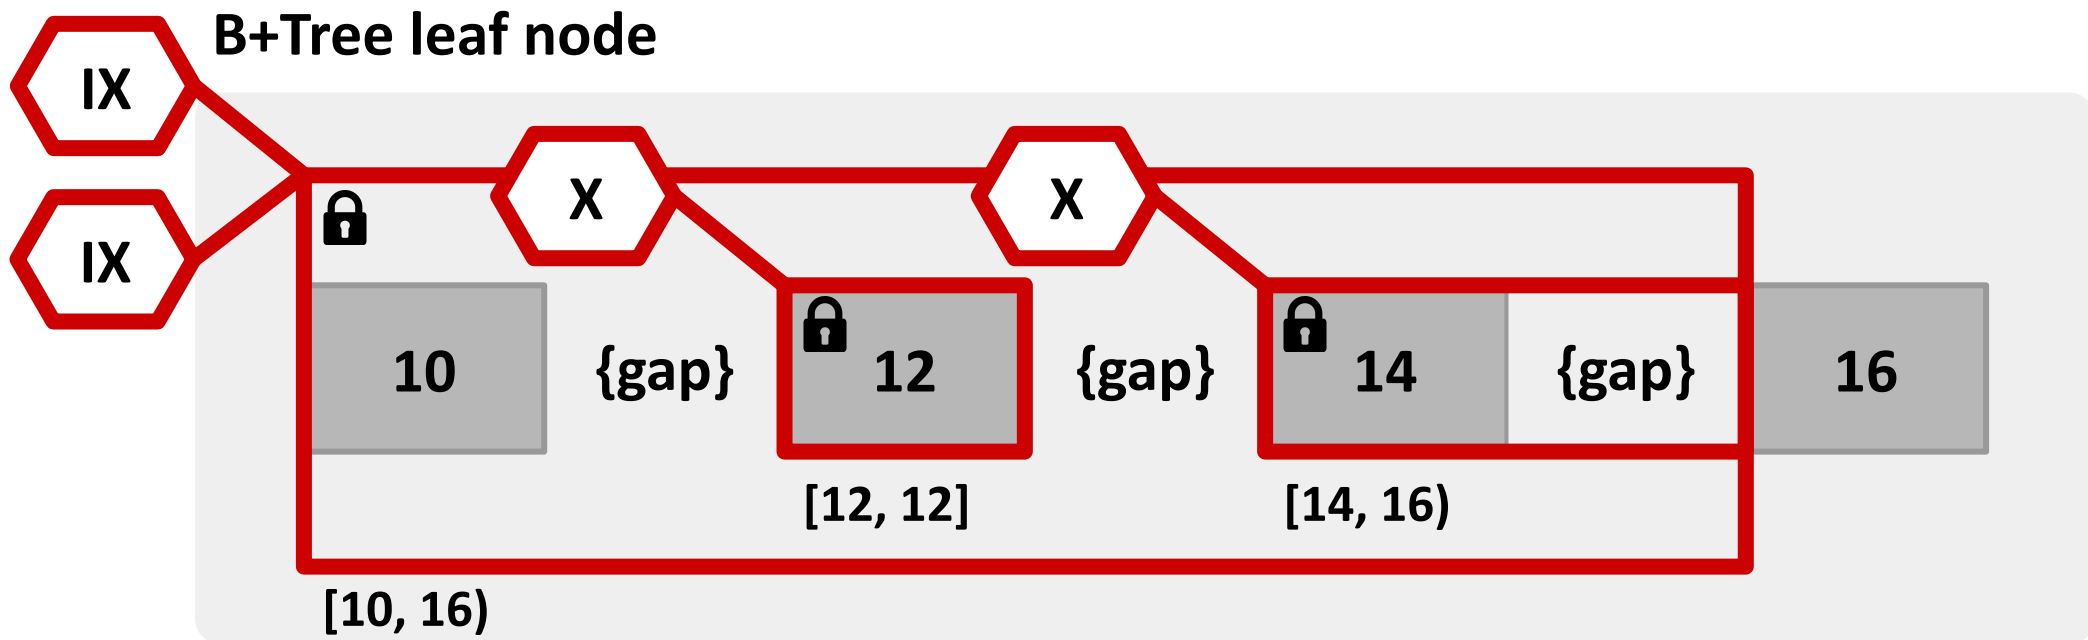 B+Tree leaf node
IX
IX
X
X
10
{gap}
12
{gap}
14
{gap}
16
[12, 12]
[14, 16)
[10, 16)